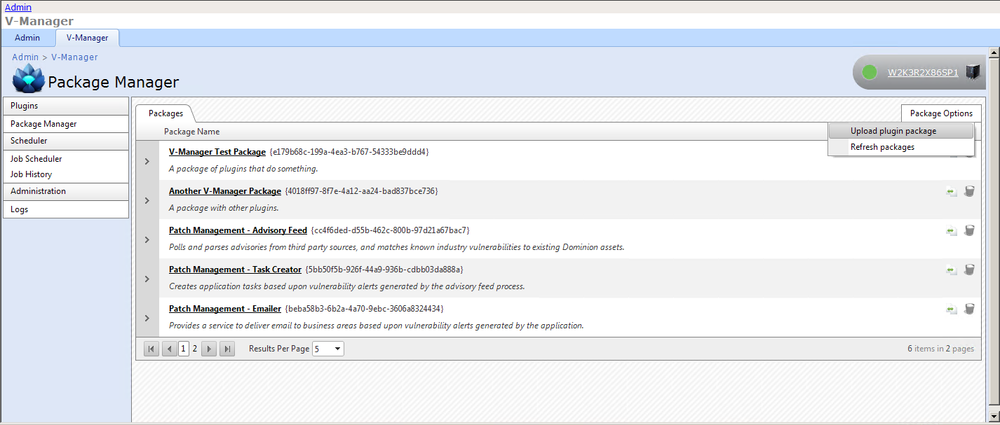 Admin
V-Manager
Admin V-Manager
Admin > V-Manager
Package Manager
W2K3R2X86SP1
Plugins
Package Manager
Scheduler
Job Scheduler
Job History
Administration
Logs
Packages
Package Options
Package Name
Upload plugin package
Refresh packages
V-Manager Test Package {e179b68c-199a-4ea3-b767-54333be9ddd4}
A package of plugins that do something.
Another V-Manager Package {4018ff97-8f7e-4a12-aa24-bad837bce736}
A package with other plugins.
Patch Management - Advisory Feed {cc4f6ded-d55b-462c-800b-97d21a67bac7}
Polls and parses advisories from third party sources, and matches known industry vulnerabilities to existing Dominion assets.
Patch Management - Task Creator {5bb50f5b-926f-44a9-936b-cdbb03da888a}
Creates application tasks based upon vulnerability alerts generated by the advisory feed process.
Patch Management - Emailer {beba58b3-6b2a-4a70-9ebc-3606a8324434}
Provides a service to deliver email to business areas based upon vulnerability alerts generated by the application.
1 2 Results Per Page 5 6 items in 2 pages